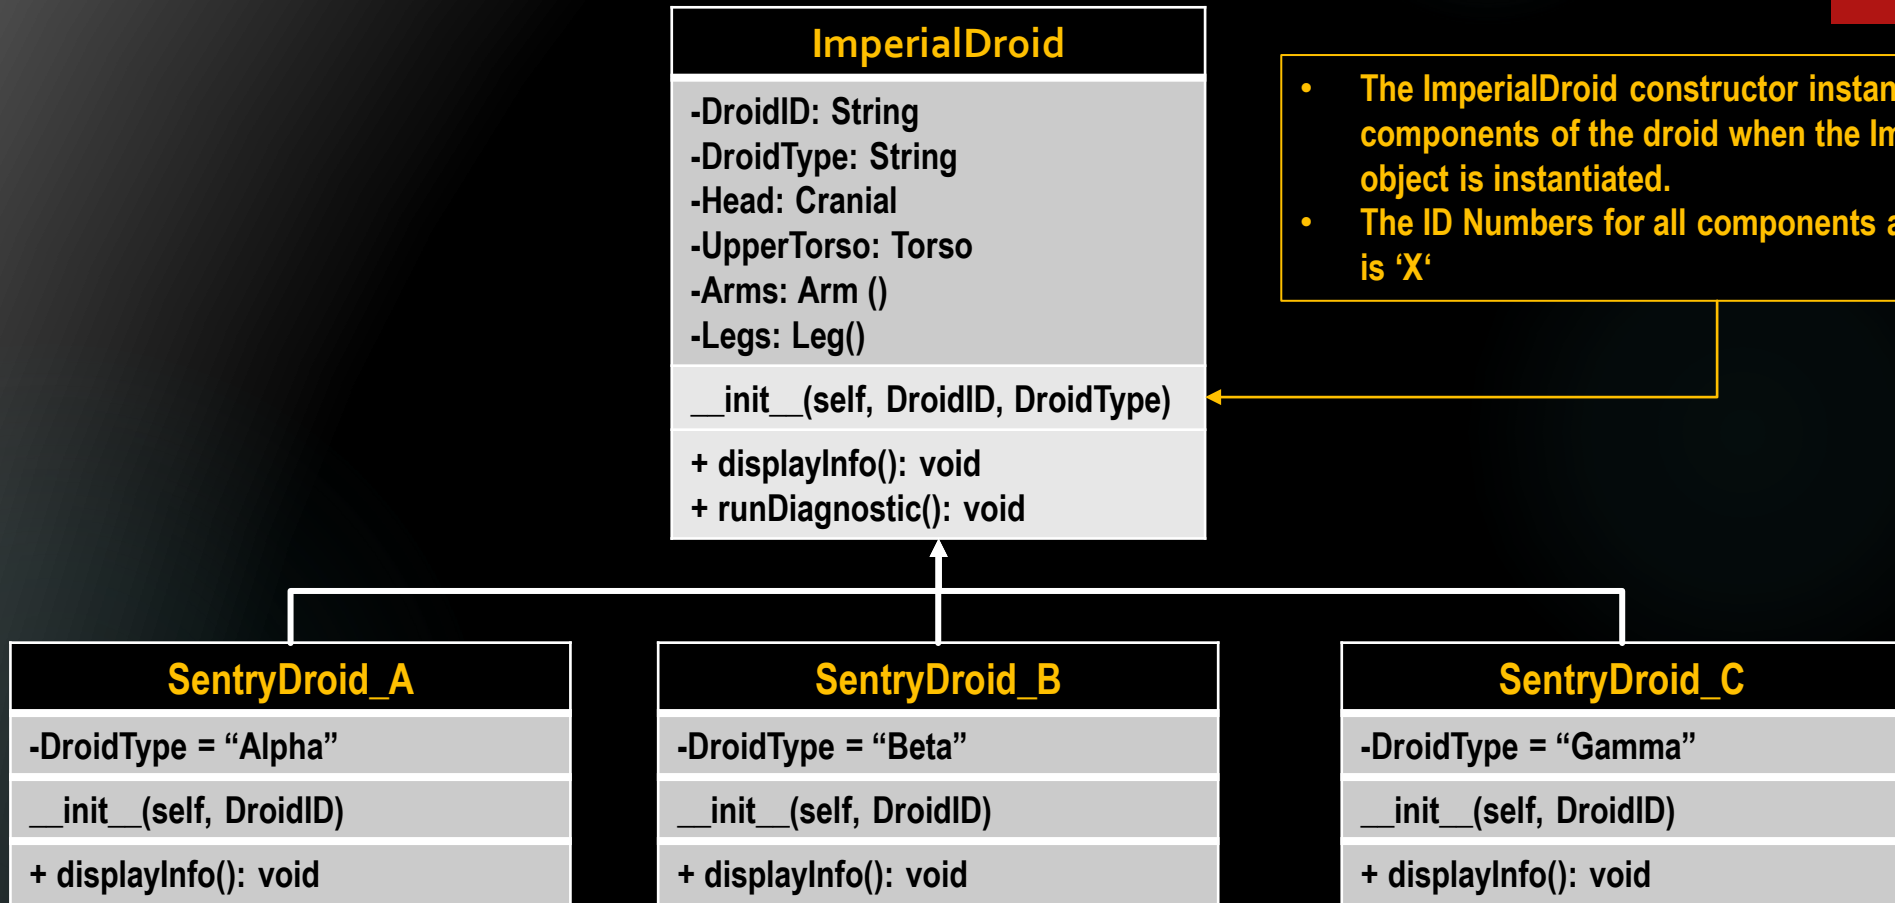 ImperialDroid
-DroidID: String
-DroidType: String
-Head: Cranial
-UpperTorso: Torso
-Arms: Arm ()
-Legs: Leg()
__init__(self, DroidID, DroidType)
+ displayInfo(): void
+ runDiagnostic(): void
• The ImperialDroid constructor
components of the droid when the
object is instantiated.
• The ID Numbers for all components
is ‘X‘
SentryDroid_A
-DroidType = “Alpha”
__init__(self, DroidID)
+ displayInfo(): void
SentryDroid_B
-DroidType = “Beta”
__init__(self, DroidID)
+ displayInfo(): void
SentryDroid_C
-DroidType = “Gamma”
__init__(self, DroidID)
+ displayInfo(): void